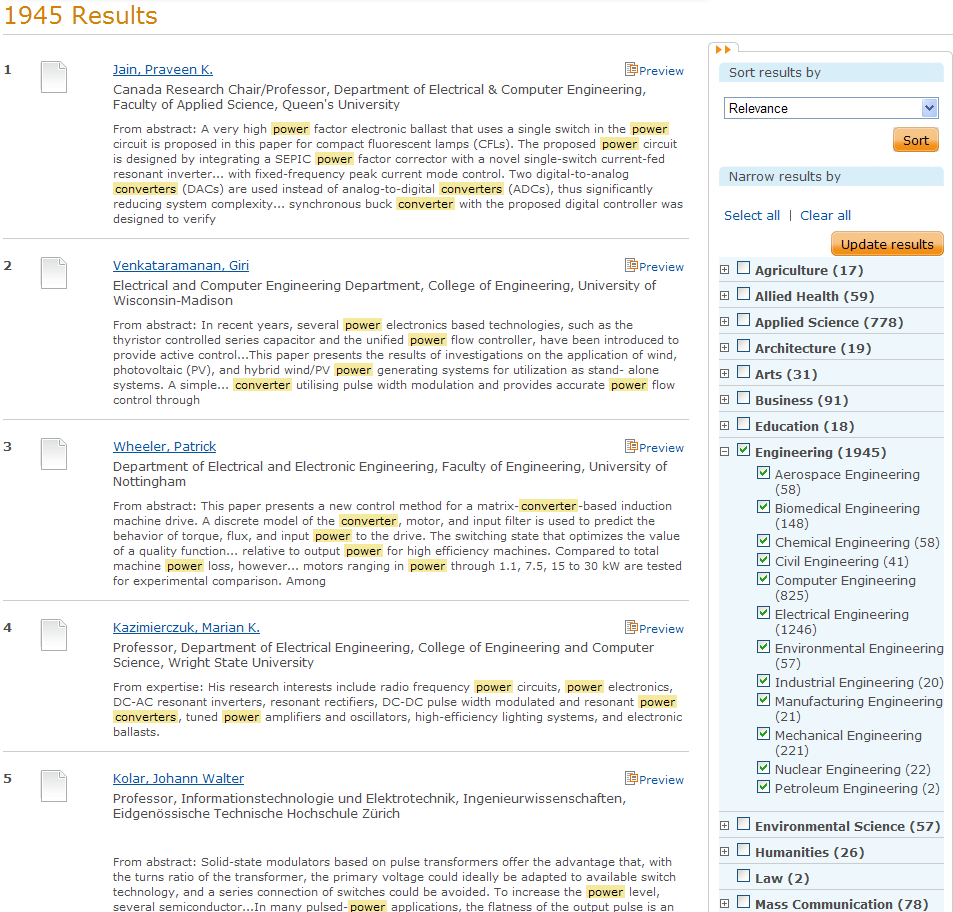 1945 Results
1
Jain, Praveen K.
Preview
Canada Research Chair/Professor, Department of Electrical & Computer Engineering,
Faculty of Applied Science, Queen's University
From abstract: A very high power factor electronic ballast that uses a single switch in the power
circuit is proposed in this paper for compact fluorescent lamps (CFLs). The proposed power circuit
is designed by integrating a SEPIC power factor corrector with a novel single-switch current-fed
resonant inverter... with fixed-frequency peak current mode control. Two digital-to-analog
converters (DACs) are used instead of analog-to-digital converters (ADCs), thus significantly
reducing system complexity... synchronous buck converter with the proposed digital controller was
designed to verify
2
Venkataramanan, Giri
Preview
Electrical and Computer Engineering Department, College of Engineering, University of
Wisconsin-Madison
From abstract: In recent years, several power electronics based technologies, such as the
thyristor controlled series capacitor and the unified power flow controller, have been introduced to
provide active control...This paper presents the results of investigations on the application of wind,
photovoltaic (PV), and hybrid wind/PV power generating systems for utilization as stand- alone
systems. A simple... converter utilising pulse width modulation and provides accurate power flow
control through
3
Wheeler, Patrick
Preview
Department of Electrical and Electronic Engineering, Faculty of Engineering, University of
Nottingham
From abstract: This paper presents a new control method for a matrix-converter-based induction
machine drive. A discrete model of the converter, motor, and input filter is used to predict the
behavior of torque, flux, and input power to the drive. The switching state that optimizes the value
of a quality function... relative to output power for high efficiency machines. Compared to total
machine power loss, however... motors ranging in power through 1.1, 7.5, 15 to 30 kW are tested
for experimental comparison. Among
4
Kazimierczuk, Marian K.
Preview
Professor, Department of Electrical Engineering, College of Engineering and Computer
Science, Wright State University
From expertise: His research interests include radio frequency power circuits, power electronics,
DC-AC resonant inverters, resonant rectifiers, DC-DC pulse width modulated and resonant power
converters, tuned power amplifiers and oscillators, high-efficiency lighting systems, and electronic
ballasts.
5
Kolar, Johann Walter
Preview
Professor, Informationstechnologie und Elektrotechnik, Ingenieurwissenschaften,
Eidgenössische Technische Hochschule Zürich
From abstract: Solid-state modulators based on pulse transformers offer the advantage that, with
the turns ratio of the transformer, the primary voltage could ideally be adapted to available switch
technology, and a series connection of switches could be avoided. To increase the power level,
several semiconductor...In many pulsed-power applications, the flatness of the output pulse is an
Sort results by
Relevance
Sort
Narrow results by
Select all | Clear all
Update results
Agriculture (17)
Allied Health (59)
Applied Science (778)
Architecture (19)
Arts (31)
Business (91)
Education (18)
Engineering (1945)
Aerospace Engineering
(58)
Biomedical Engineering
(148)
Chemical Engineering (58)
Civil Engineering (41)
Computer Engineering
(825)
Electrical Engineering
(1246)
Environmental Engineering
(57)
Industrial Engineering (20)
Manufacturing Engineering
(21)
Mechanical Engineering
(221)
Nuclear Engineering (22)
Petroleum Engineering (2)
Environmental Science (57)
Humanities (26)
Law (2)
Mass Communication (78)